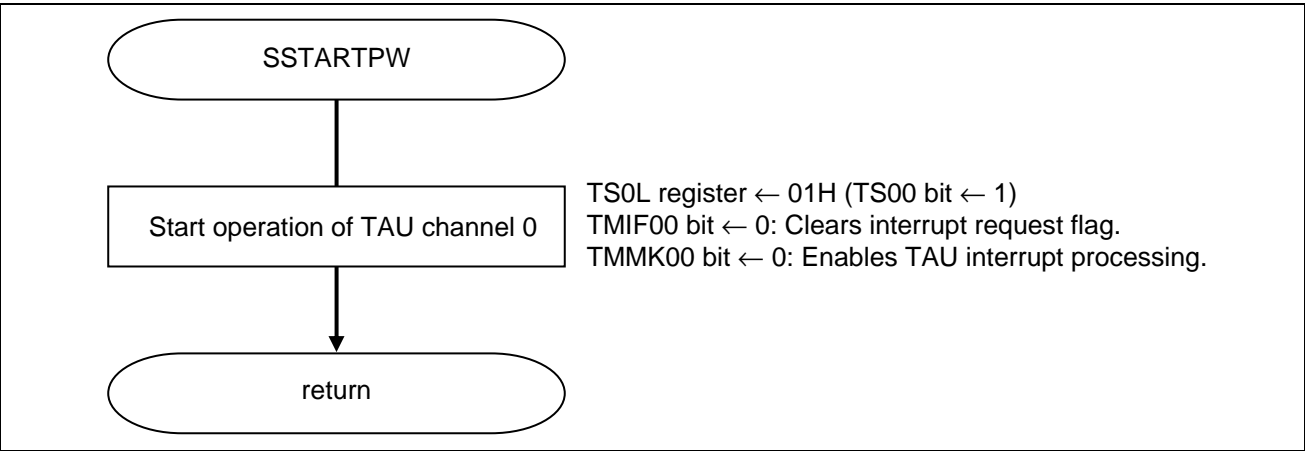 SSTARTPW
Start operation of TAU channel 0
TS0L register ← 01H (TS00 bit ← 1)
TMIF00 bit ← 0: Clears interrupt request flag.
TMMK00 bit ← 0: Enables TAU interrupt processing.
return